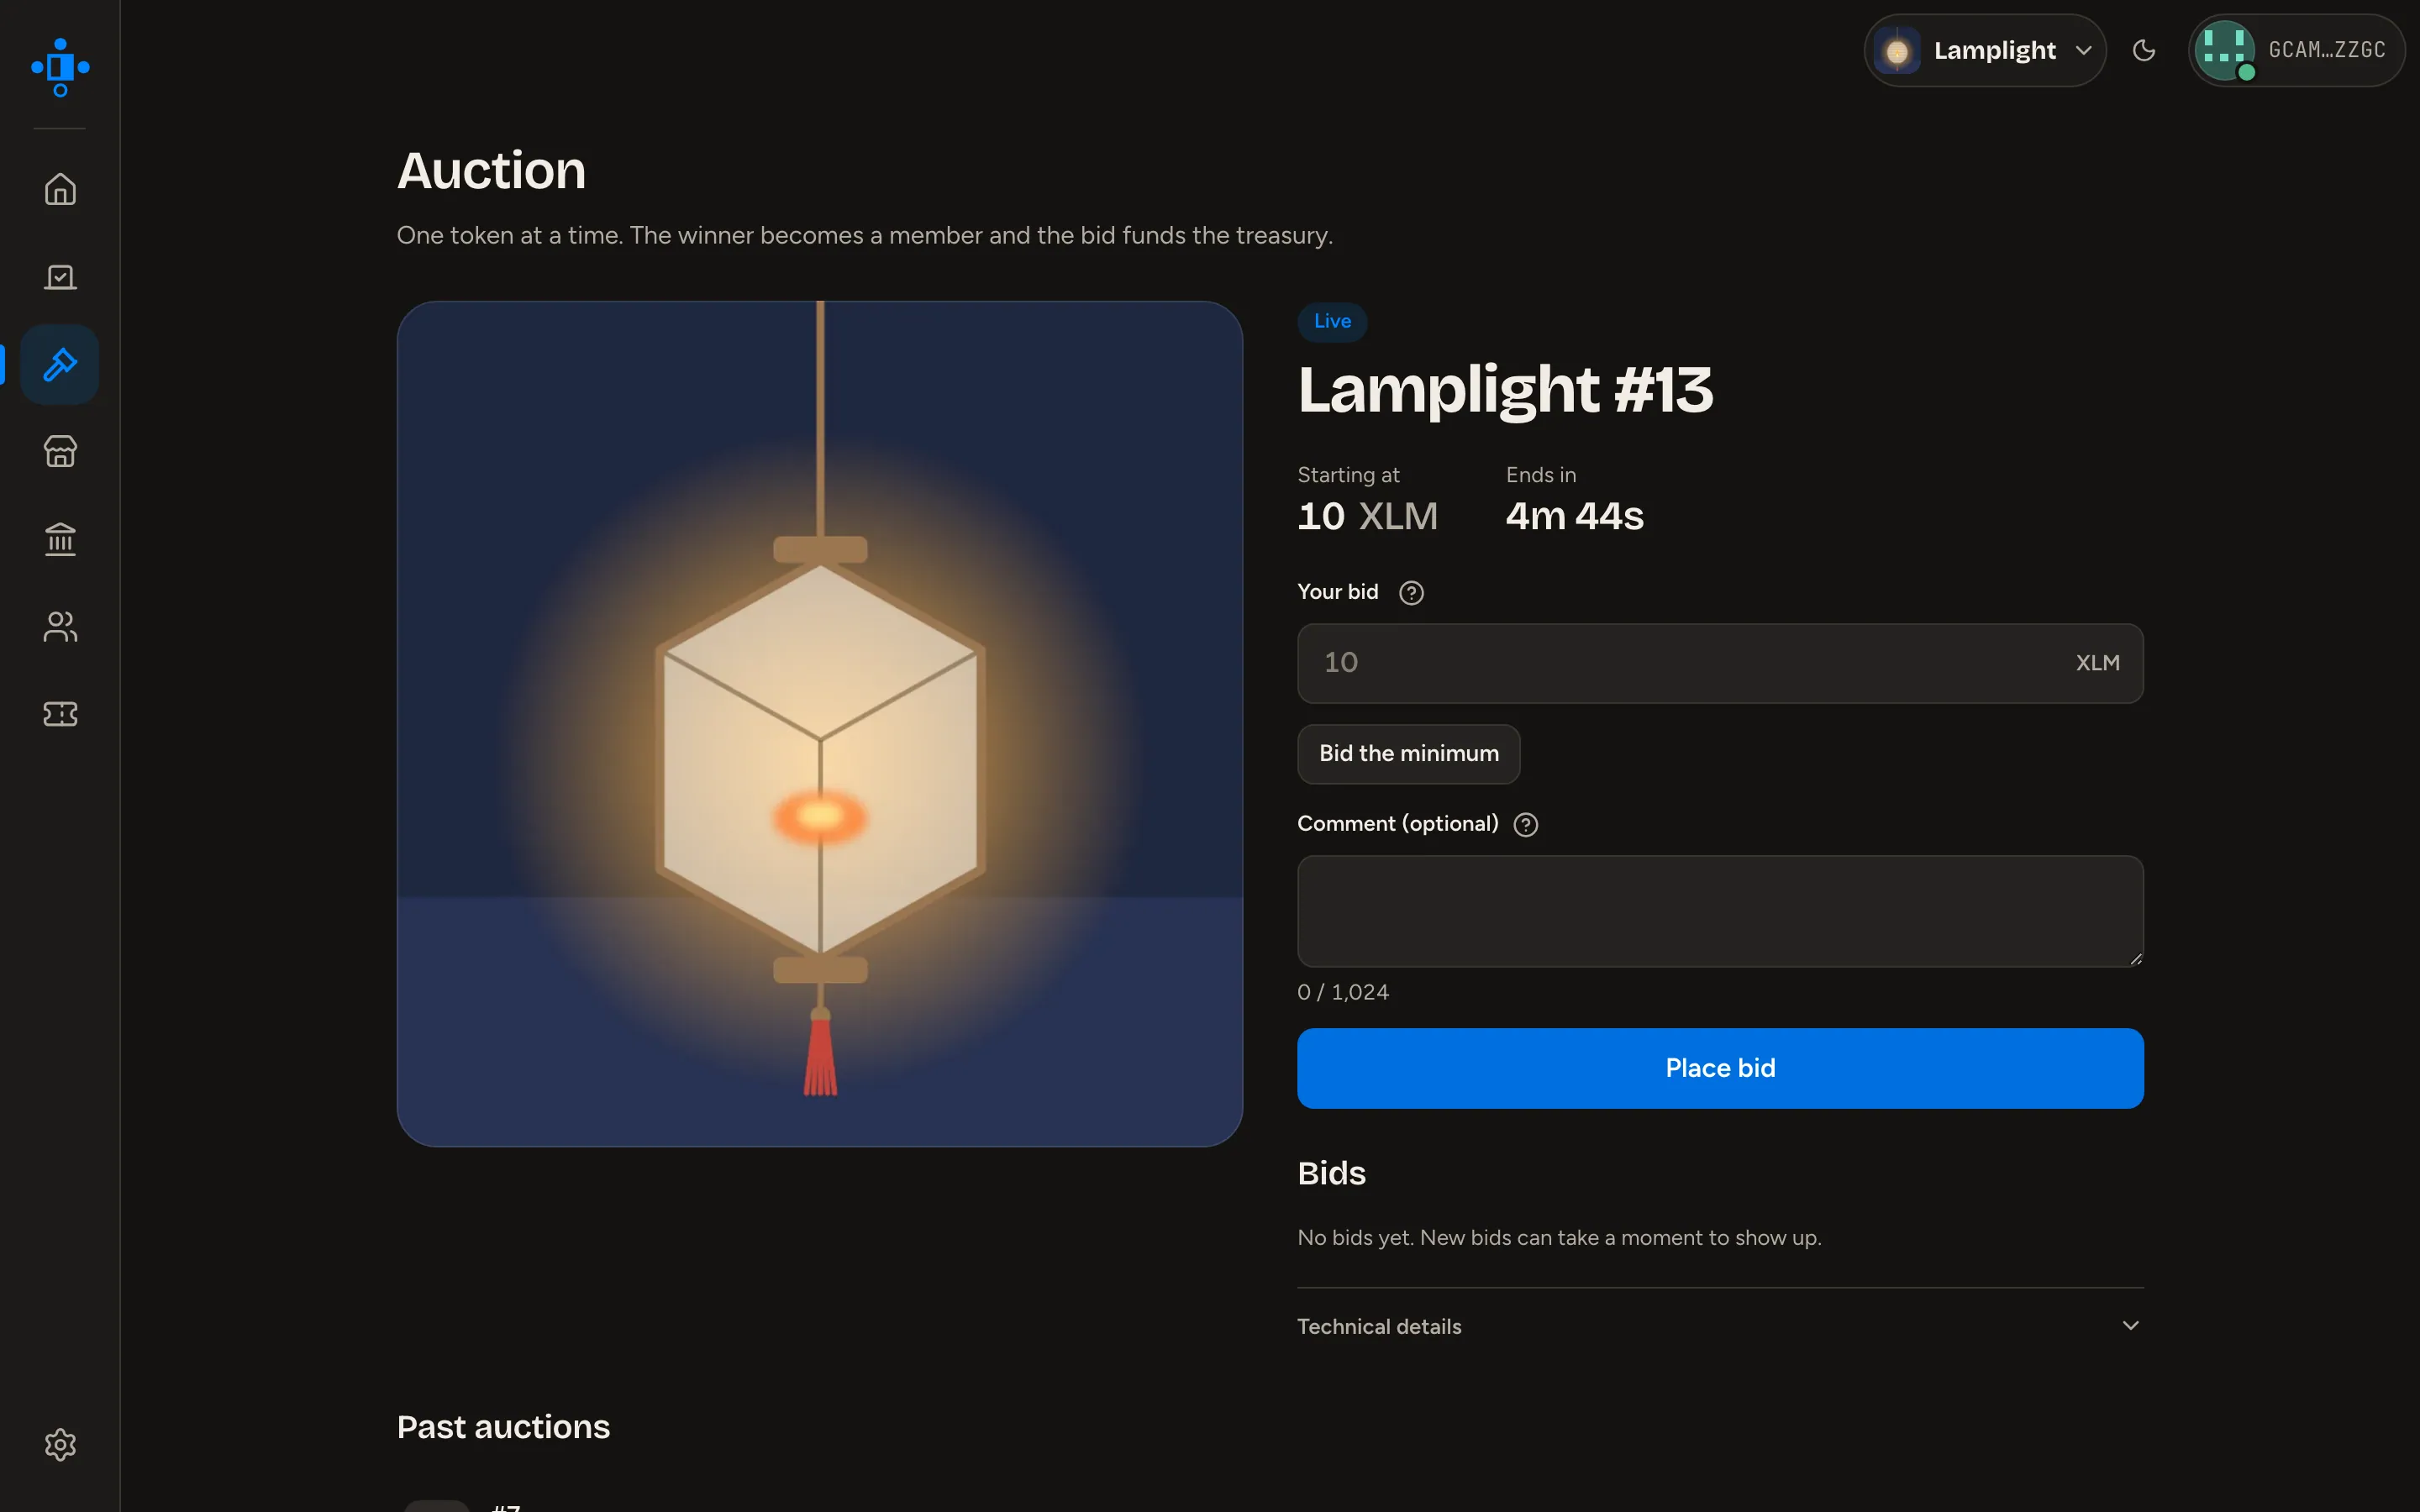 Lamplight
GCAM…ZZGC
Auction
One token at a time. The winner becomes a member and the bid funds the treasury.
Live
Lamplight #13
Starting at
Ends in
10 XLM
4m 44s
Your bid
10
XLM
Bid the minimum
Comment (optional)
0 / 1,024
Place bid
Bids
No bids yet. New bids can take a moment to show up.
Technical details
Past auctions
#7